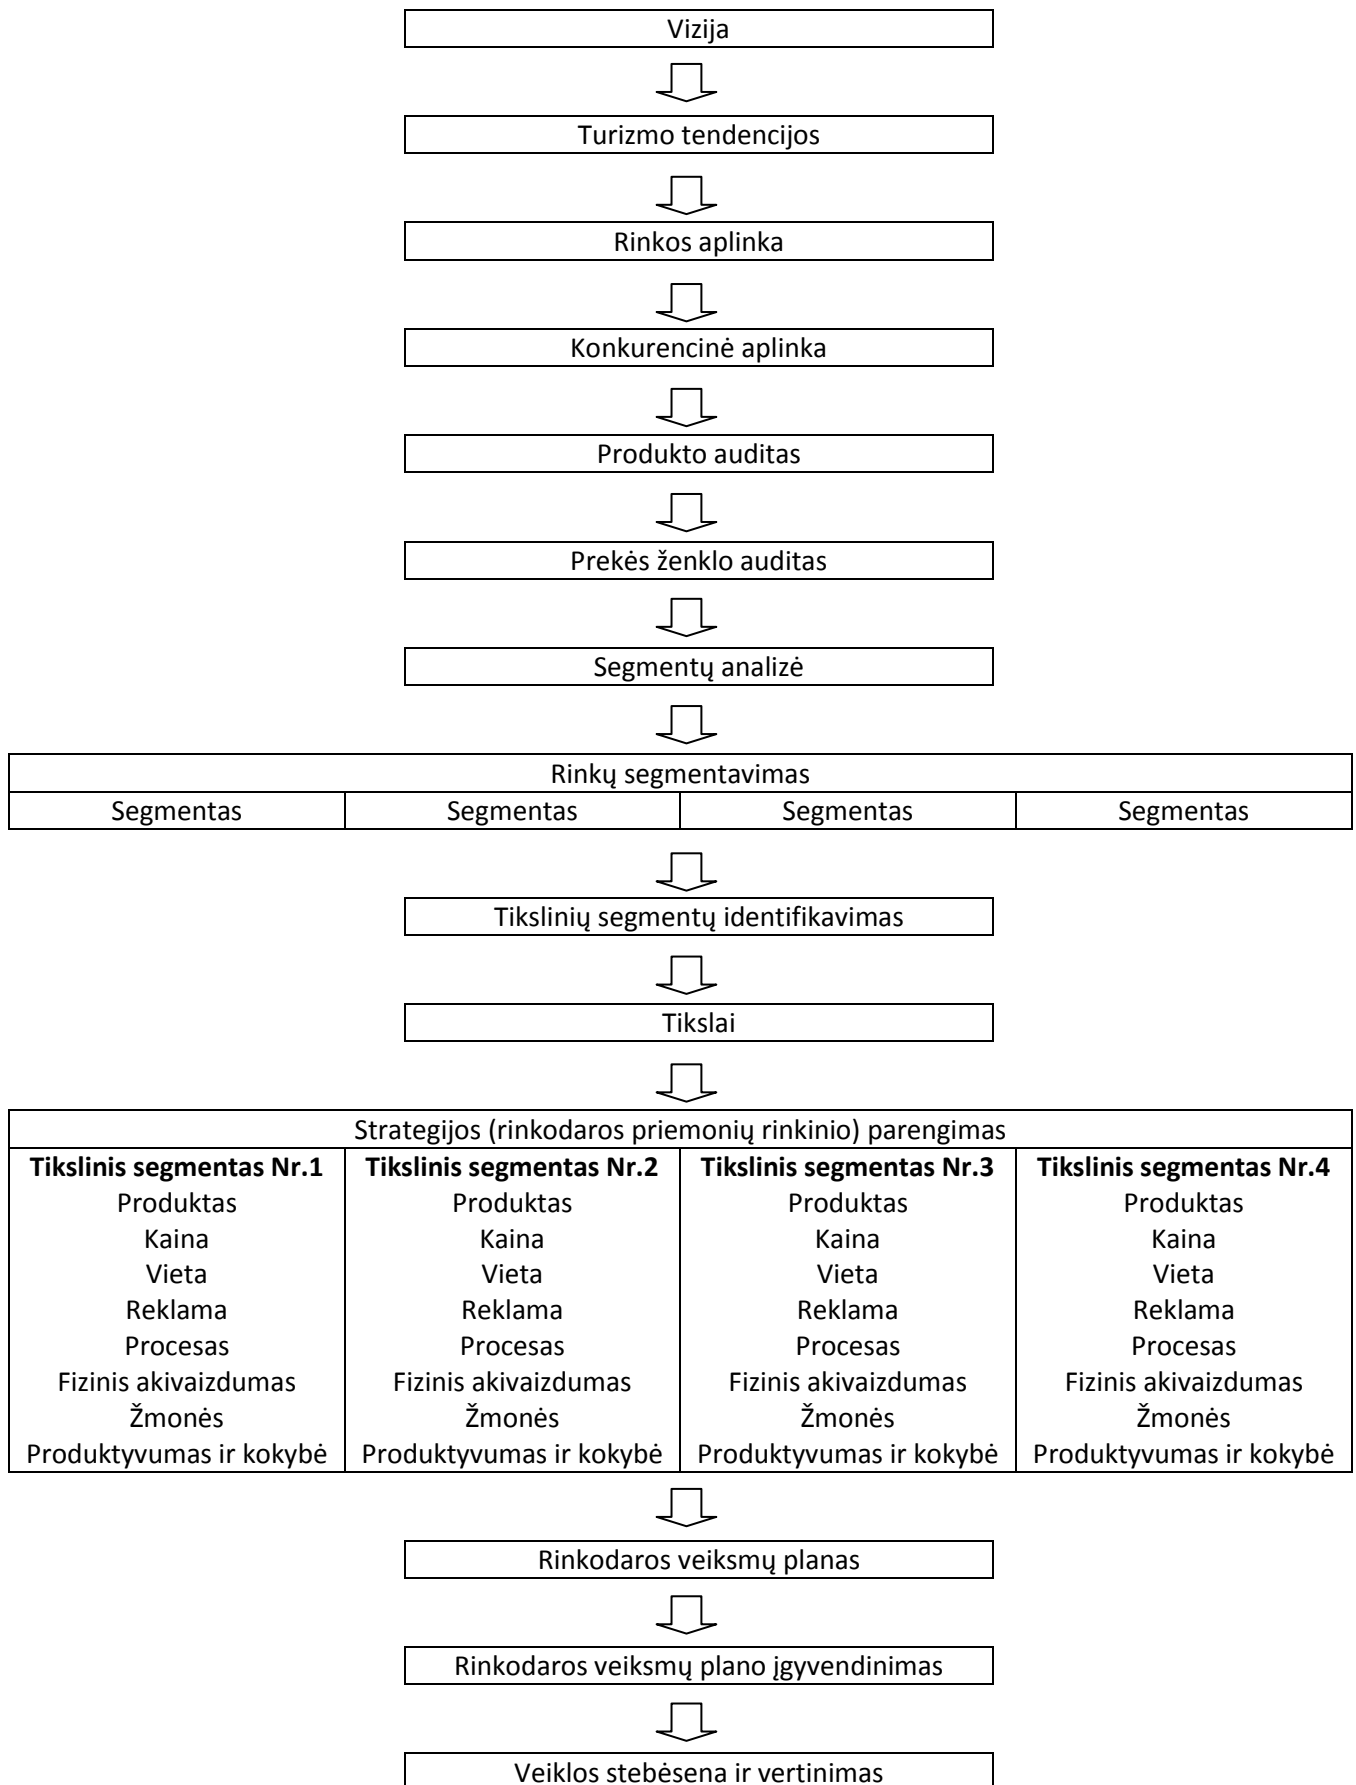 Vizija
Turizmo tendencijos
Rinkos aplinka
Konkurencinė aplinka
Produkto auditas
Prekės ženklo auditas
Segmentų analizė
Rinkų segmentavimas
Segmentas Segmentas Segmentas Segmentas
Tikslinių segmentų identifikavimas
Tikslai
Strategijos (rinkodaros priemonių rinkinio) parengimas
Tikslinis segmentas Nr.1 Tikslinis segmentas Nr.2 Tikslinis segmentas Nr.3 Tikslinis segmentas Nr.4
Produktas Produktas Produktas Produktas
Kaina Kaina Kaina Kaina
Vieta Vieta Vieta Vieta
Reklama Reklama Reklama Reklama
Procesas Procesas Procesas Procesas
Fizinis akivaizdumas Fizinis akivaizdumas Fizinis akivaizdumas Fizinis akivaizdumas
Žmonės Žmonės Žmonės Žmonės
Produktyvumas ir kokybė Produktyvumas ir kokybė Produktyvumas ir kokybė Produktyvumas ir kokybė
Rinkodaros veiksmų planas
Rinkodaros veiksmų plano įgyvendinimas
Veiklos stebėsena ir vertinimas